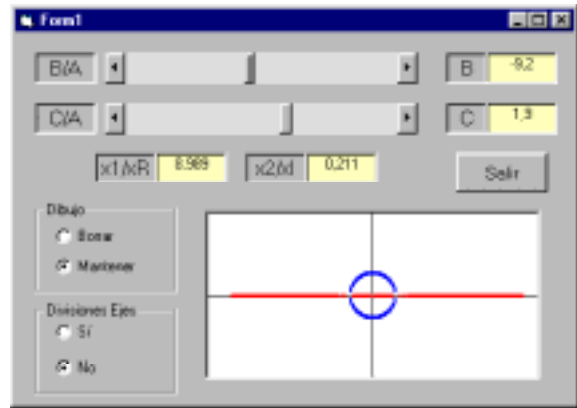 Form1
B/A
B -9,2
C/A
C 1,9
x1/xR 8.989 x2/xI 0,211
Salir
Dibujo
Borrar
Mantener
Divisiones Ejes
Sí
No